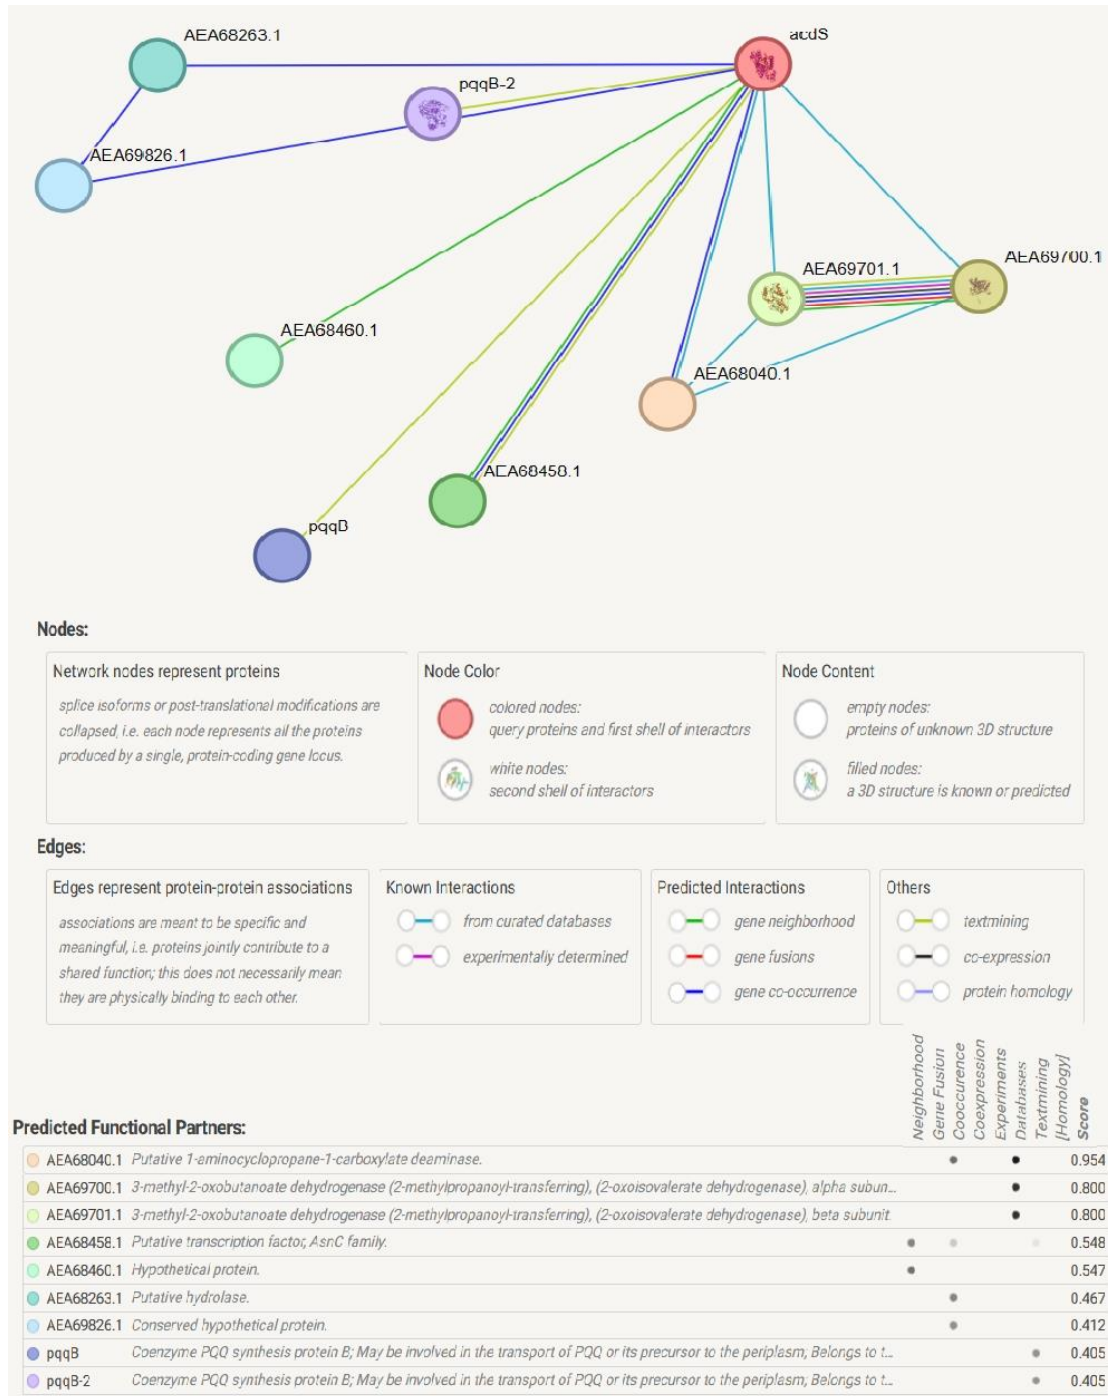 AEA68263.1
acdS
pqqB-2
AEA69826.1
AEA69700.1
AEA69701.1
AEA68460.1
AEA68040.1
AEA68458.1
pqqB
Nodes:
Network nodes represent proteins
splice isoforms or post-translational modifications are
collapsed, i.e. each node represents all the proteins
produced by a single, protein-coding gene locus.
Node Color
colored nodes:
query proteins and first shell of interactors
white nodes:
second shell of interactors
Node Content
empty nodes:
proteins of unknown 3D structure
filled nodes:
a 3D structure is known or predicted
Edges:
Edges represent protein-protein associations
associations are meant to be specific and
meaningful, i.e. proteins jointly contribute to a
shared function; this does not necessarily mean
they are physically binding to each other.
Known Interactions
from curated databases
experimentally determined
Predicted Interactions
gene neighborhood
gene fusions
gene co-occurrence
Others
textmining
co-expression
protein homology
Neighborhood
Gene Fusion
Cooccurence
Coexpression
Experiments
Databases
Textmining
[Homology]
Score
Predicted Functional Partners:
AEA68040.1 Putative 1-aminocyclopropane-1-carboxylate deaminase. 0.954
AEA69700.1 3-methyl-2-oxobutanoate dehydrogenase (2-methylpropanoyl-transferring), (2-oxoisovalerate dehydrogenase), alpha subun... 0.800
AEA69701.1 3-methyl-2-oxobutanoate dehydrogenase (2-methylpropanoyl-transferring), (2-oxoisovalerate dehydrogenase), beta subunit. 0.800
AEA68458.1 Putative transcription factor, AsnC family. 0.548
AEA68460.1 Hypothetical protein. 0.547
AEA68263.1 Putative hydrolase. 0.467
AEA69826.1 Conserved hypothetical protein. 0.412
pqqB Coenzyme PQQ synthesis protein B; May be involved in the transport of PQQ or its precursor to the periplasm; Belongs to t... 0.405
pqqB-2 Coenzyme PQQ synthesis protein B; May be involved in the transport of PQQ or its precursor to the periplasm; Belongs to t... 0.405